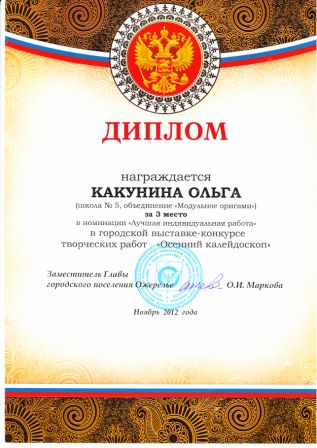 ДИПЛОМ
награждается
КАКУНИНА ОЛЬГА
(школа № 5, объединение «Модульное оригами»)
за 3 место
в номинации «Лучшая индивидуальная работа»
в городской выставке-конкурсе
творческих работ «Осенний калейдоскоп»
Заместитель Главы
городского поселения Ожерелье О.И. Маркова
Ноябрь 2012 года